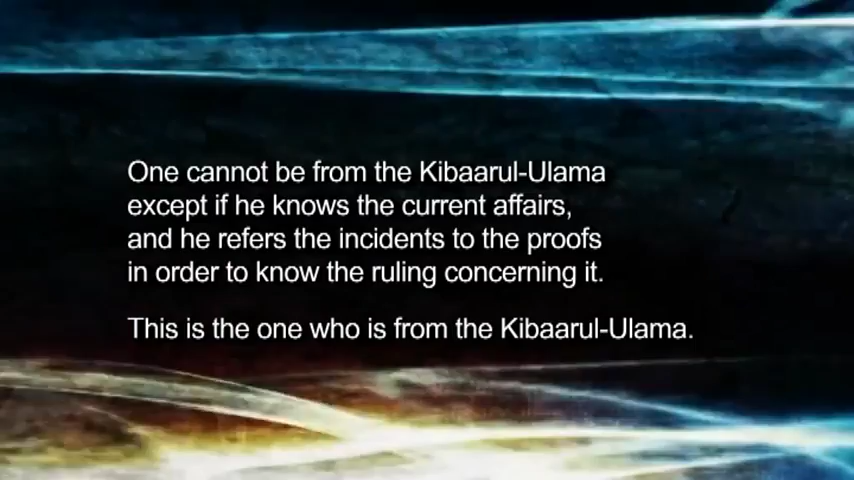 One cannot be from the Kibaarul-Ulama
except if he knows the current affairs,
and he refers the incidents to the proofs
in order to know the ruling concerning it.
This is the one who is from the Kibaarul-Ulama.